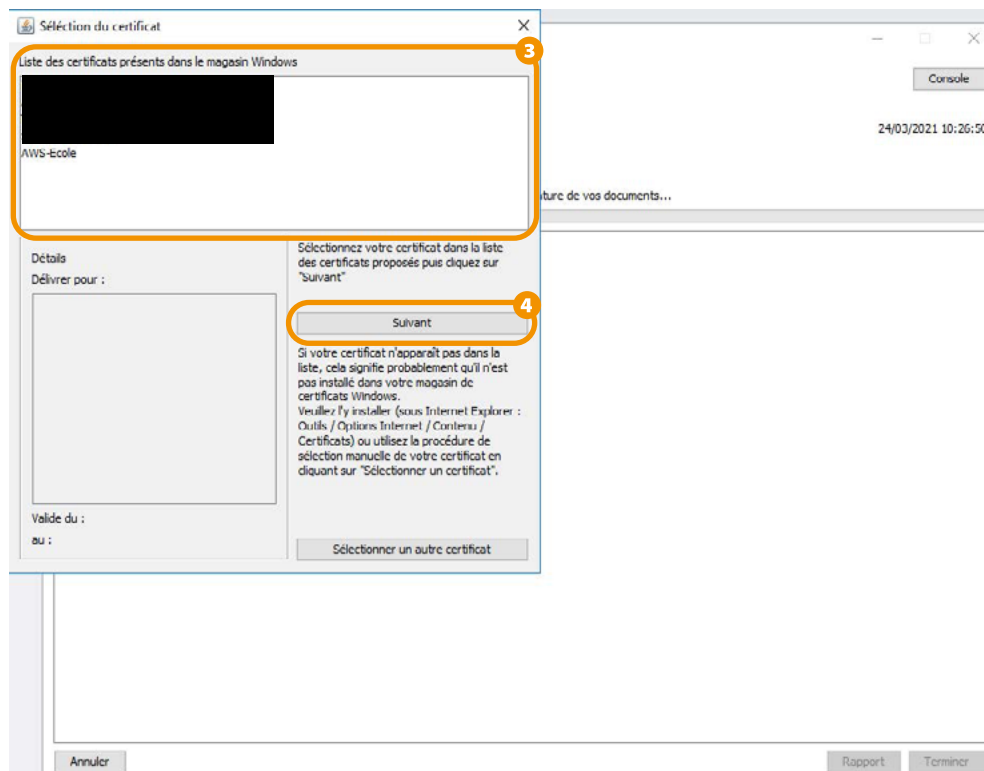 Séléction du certificat
3
Liste des certificats présents dans le magasin Windows
Console
24/03/2021 10:26:50
AWS-Ecole
ture de vos documents...
Détails
Délivrer pour :
Sélectionnez votre certificat dans la liste
des certificats proposés puis cliquez sur
"Suivant"
4
Suivant
Si votre certificat n'apparaît pas dans la
liste, cela signifie probablement qu'il n'est
pas installé dans votre magasin de
certificats Windows.
Veuillez l'y installer (sous Internet Explorer :
Outils / Options Internet / Contenu /
Certificats) ou utilisez la procédure de
sélection manuelle de votre certificat en
cliquant sur "Sélectionner un certificat".
Valide du :
au :
Sélectionner un autre certificat
Annuler
Rapport
Terminer